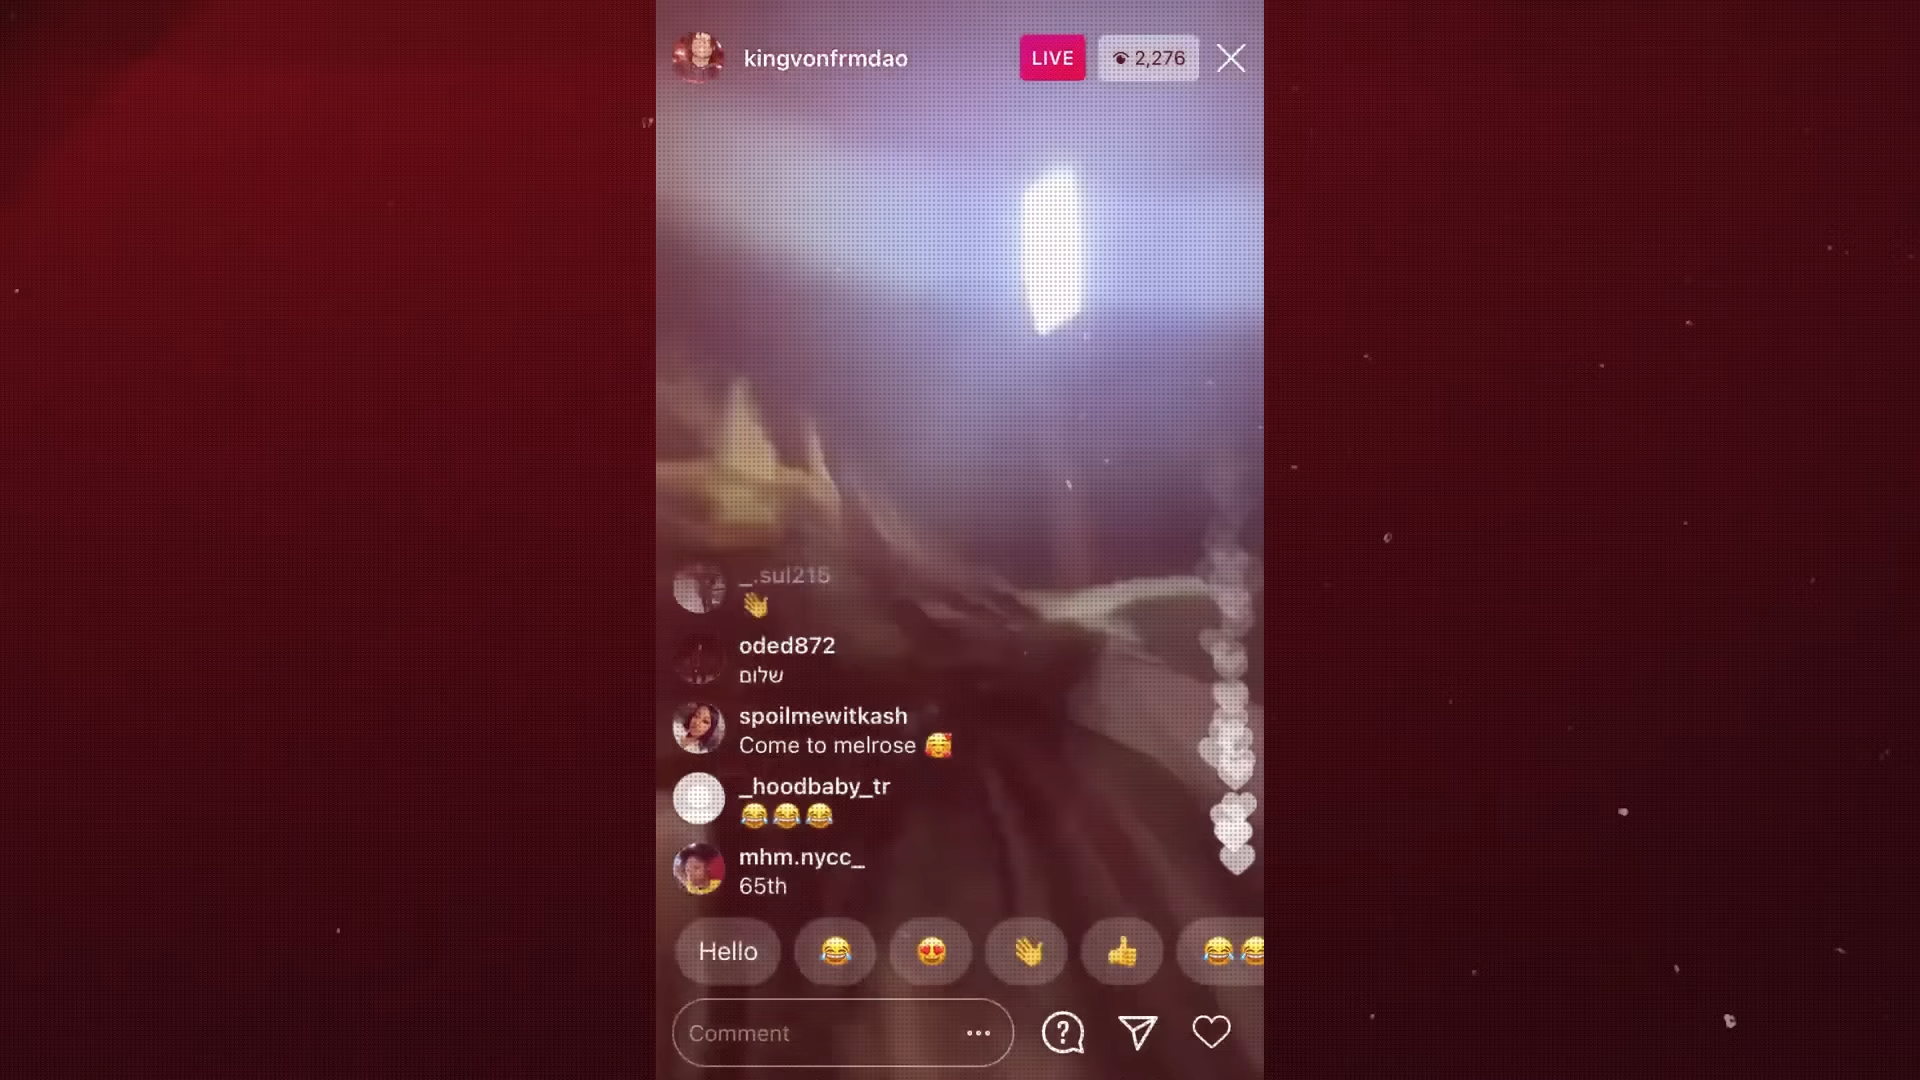 kingvonfrmdao
LIVE
2,276
_.sul215
👋
oded872
שלום
spoilmewitkash
Come to melrose 🥰
_hoodbaby_tr
😂😂😂
mhm.nycc_
65th
Hello 😂 😍 👋 👍 😂😂
Comment